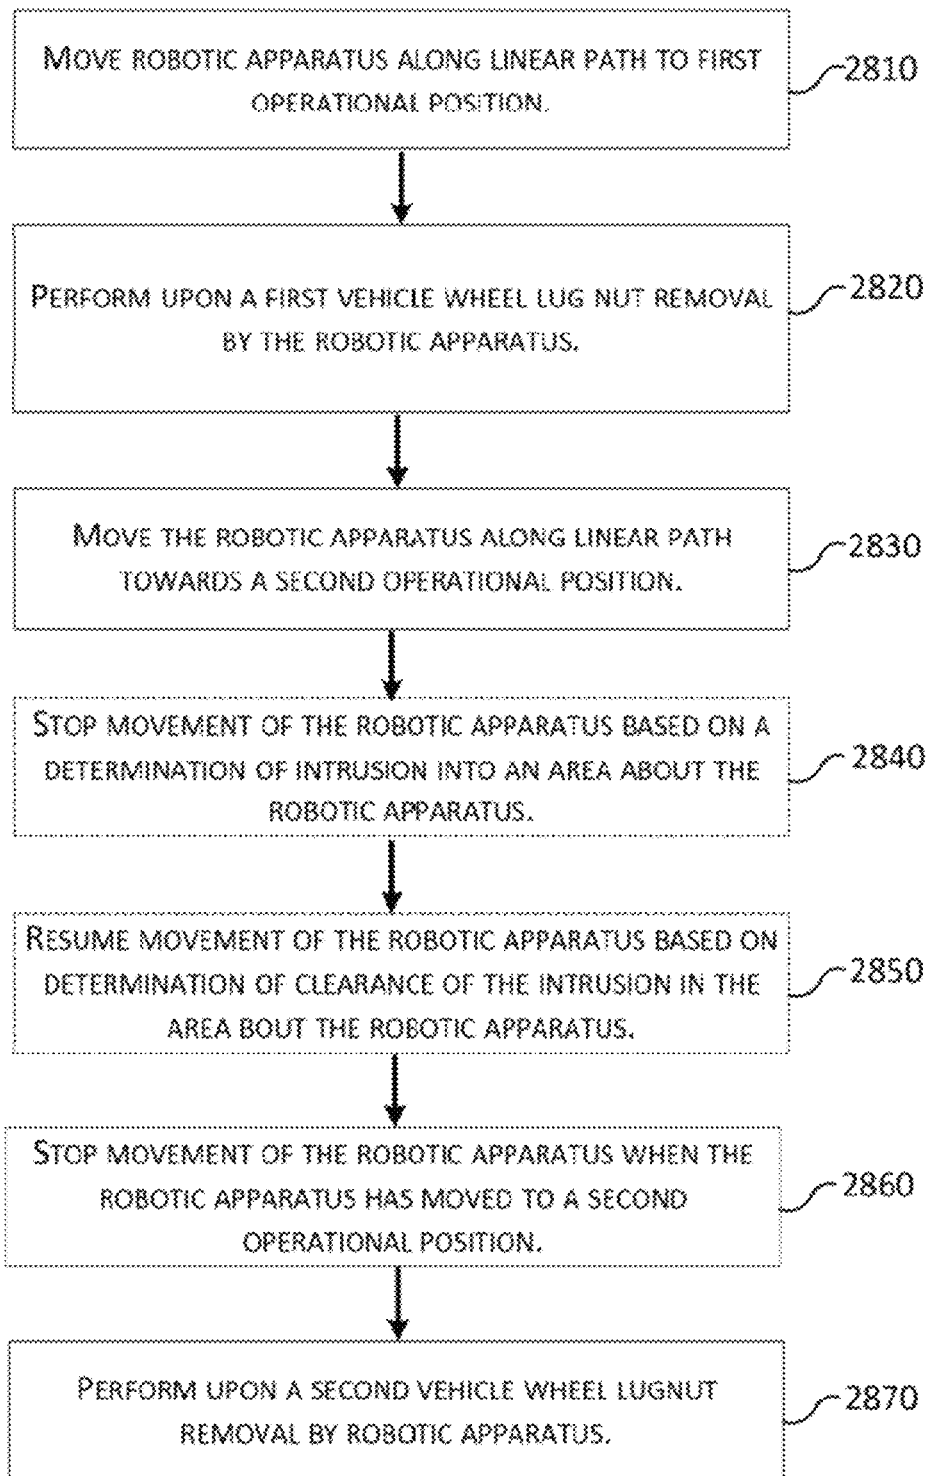 MOVE ROBOTIC APPARATUS ALONG LINEAR PATH TO FIRST
OPERATIONAL POSITION.
2810
PERFORM UPON A FIRST VEHICLE WHEEL LUG NUT REMOVAL
BY THE ROBOTIC APPARATUS.
2820
MOVE THE ROBOTIC APPARATUS ALONG LINEAR PATH
TOWARDS A SECOND OPERATIONAL POSITION.
2830
STOP MOVEMENT OF THE ROBOTIC APPARATUS BASED ON A
DETERMINATION OF INTRUSION INTO AN AREA ABOUT THE
ROBOTIC APPARATUS.
2840
RESUME MOVEMENT OF THE ROBOTIC APPARATUS BASED ON
DETERMINATION OF CLEARANCE OF THE INTRUSION IN THE
AREA BOUT THE ROBOTIC APPARATUS.
2850
STOP MOVEMENT OF THE ROBOTIC APPARATUS WHEN THE
ROBOTIC APPARATUS HAS MOVED TO A SECOND
OPERATIONAL POSITION.
2860
PERFORM UPON A SECOND VEHICLE WHEEL LUGNUT
REMOVAL BY ROBOTIC APPARATUS.
2870